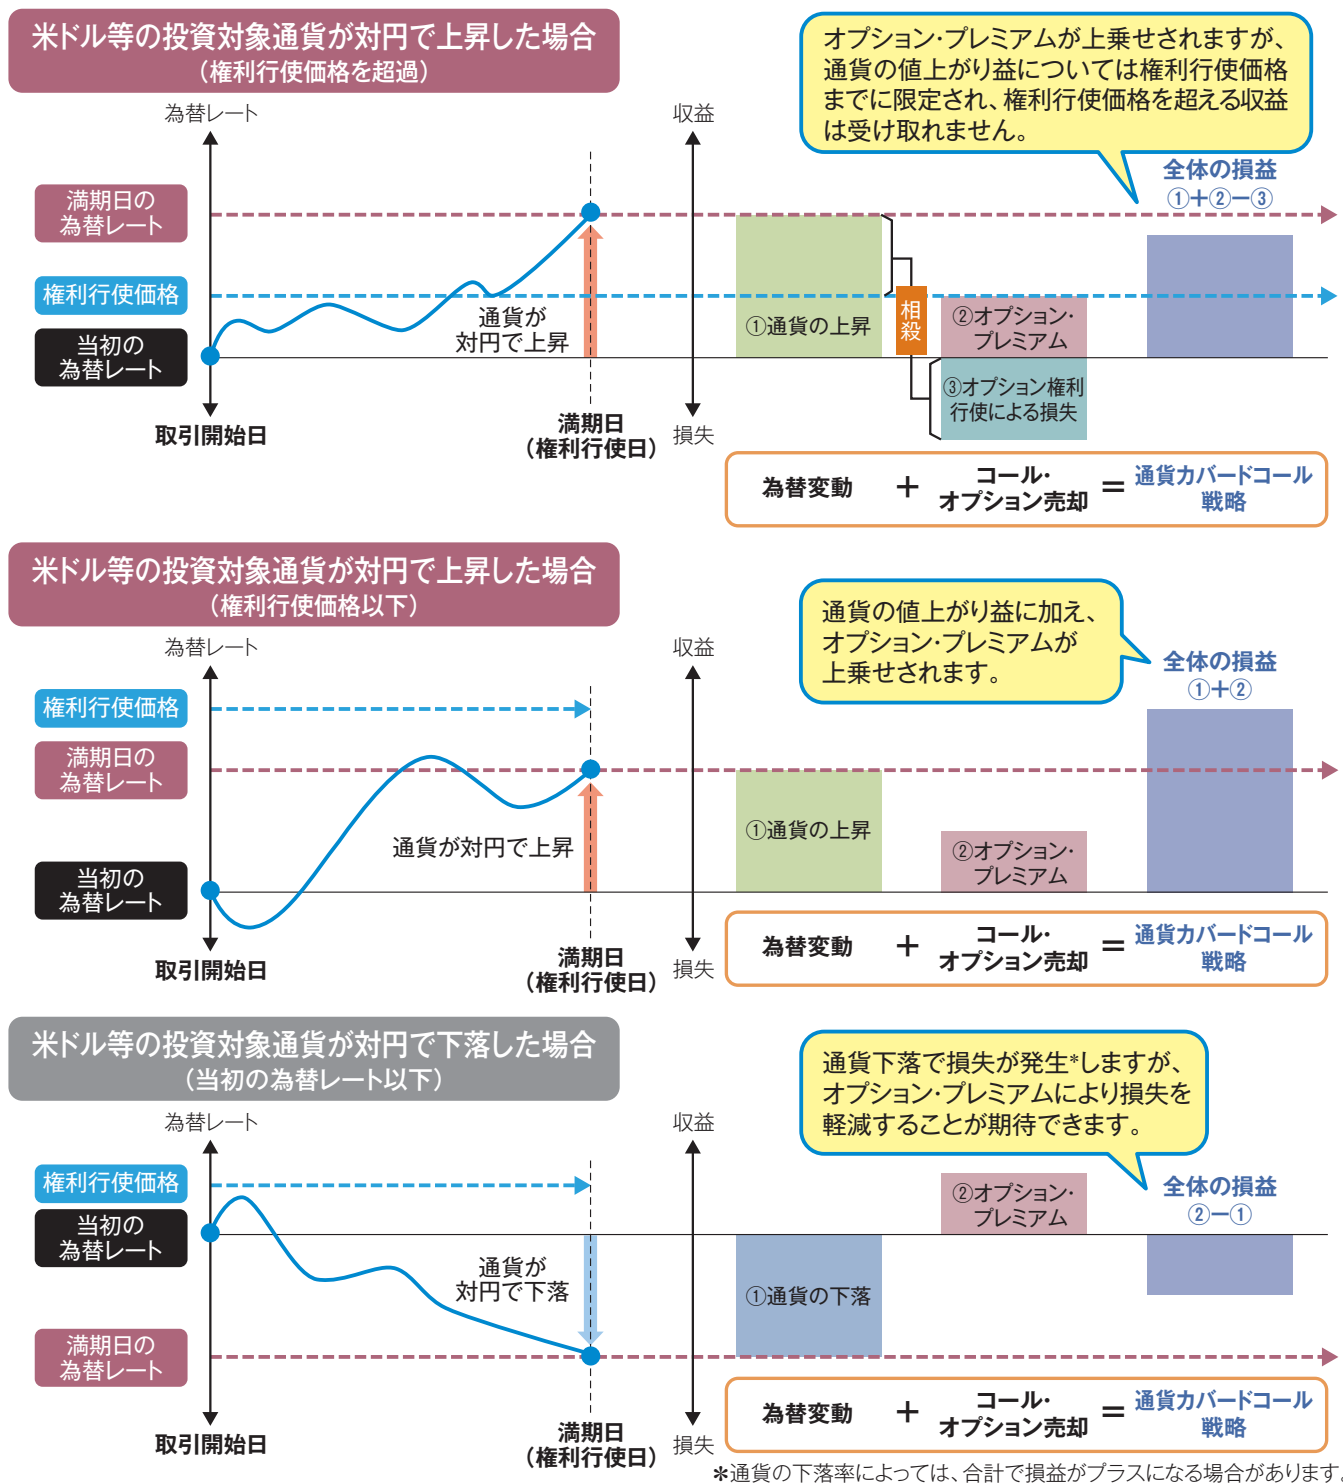 米ドル等の投資対象通貨が対円で上昇した場合
（権利行使価格を超過）
オプション・プレミアムが上乗せされますが、
通貨の値上がり益については権利行使価格
までに限定され、権利行使価格を超える収益
は受け取れません。
為替レート
収益
全体の損益
①＋②－③
満期日の
為替レート
権利行使価格
当初の
為替レート
通貨が
対円で上昇
①通貨の上昇
相殺
②オプション・
プレミアム
③オプション権利
行使による損失
取引開始日
満期日
（権利行使日）
損失
為替変動
＋
コール・
オプション売却
＝
通貨カバードコール
戦略
米ドル等の投資対象通貨が対円で上昇した場合
（権利行使価格以下）
通貨の値上がり益に加え、
オプション・プレミアムが
上乗せされます。
為替レート
収益
全体の損益
①＋②
権利行使価格
満期日の
為替レート
当初の
為替レート
通貨が対円で上昇
①通貨の上昇
②オプション・
プレミアム
取引開始日
満期日
（権利行使日）
損失
為替変動
＋
コール・
オプション売却
＝
通貨カバードコール
戦略
米ドル等の投資対象通貨が対円で下落した場合
（当初の為替レート以下）
通貨下落で損失が発生*しますが、
オプション・プレミアムにより損失を
軽減することが期待できます。
為替レート
収益
全体の損益
②－①
権利行使価格
当初の
為替レート
満期日の
為替レート
通貨が
対円で下落
①通貨の下落
②オプション・
プレミアム
取引開始日
満期日
（権利行使日）
損失
為替変動
＋
コール・
オプション売却
＝
通貨カバードコール
戦略
＊通貨の下落率によっては、合計で損益がプラスになる場合があります。